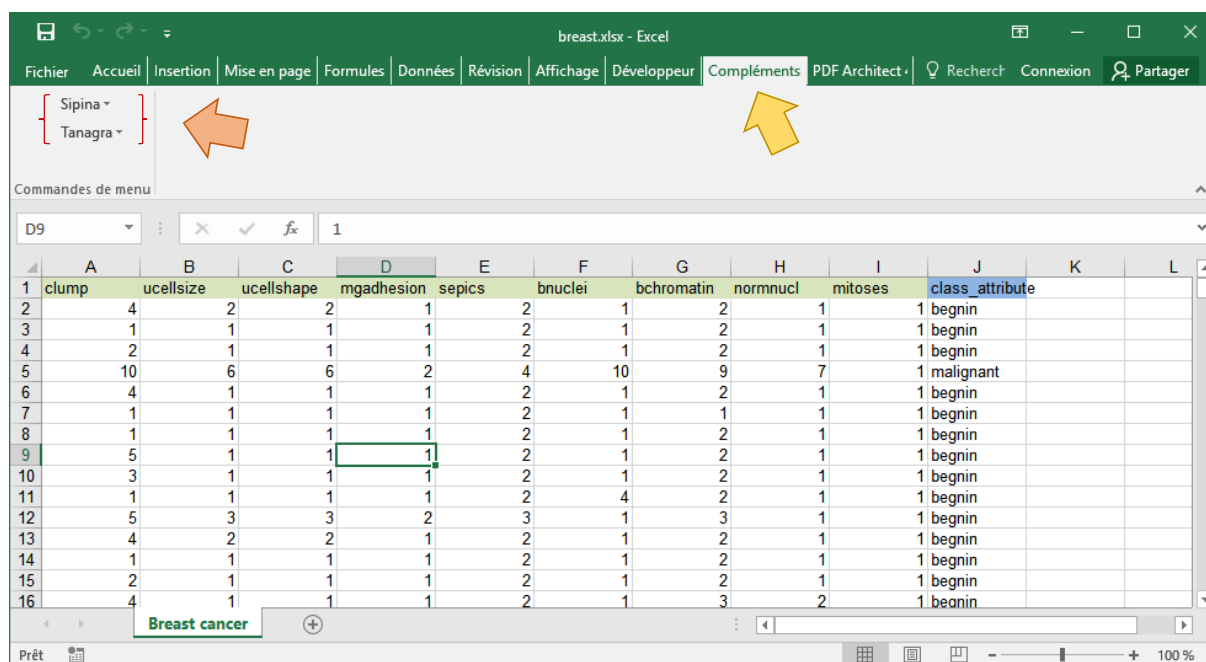 breast.xlsx - Excel
Fichier Accueil Insertion Mise en page Formules Données Révision Affichage Développeur Compléments PDF Architect Recherch Connexion Partager
Sipina
Tanagra
Commandes de menu
D9 fx 1
A B C D E F G H I J K L
1 clump ucellsize ucellshape mgadhesion sepics bnuclei bchromatin normnucl mitoses class_attribute
2 4 2 2 1 2 1 2 1 1 begnin
3 1 1 1 1 2 1 2 1 1 begnin
4 2 1 1 1 2 1 2 1 1 begnin
5 10 6 6 2 4 10 9 7 1 malignant
6 4 1 1 1 2 1 2 1 1 begnin
7 1 1 1 1 2 1 1 1 1 begnin
8 1 1 1 1 2 1 2 1 1 begnin
9 5 1 1 1 2 1 2 1 1 begnin
10 3 1 1 1 2 1 2 1 1 begnin
11 1 1 1 1 2 4 2 1 1 begnin
12 5 3 3 2 3 1 3 1 1 begnin
13 4 2 2 1 2 1 2 1 1 begnin
14 1 1 1 1 2 1 2 1 1 begnin
15 2 1 1 1 2 1 2 1 1 begnin
16 4 1 1 1 2 1 3 2 1 begnin
Breast cancer
Prêt 100 %